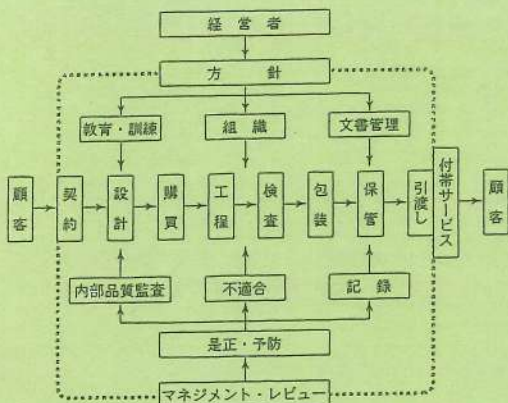 経営者
方針
教育・訓練
組織
文書管理
顧客
契約
設計
購買
工程
検査
包装
保管
引渡し
付帯サービス
顧客
内部品質監査
不適合
記録
是正・予防
マネジメント・レビュー